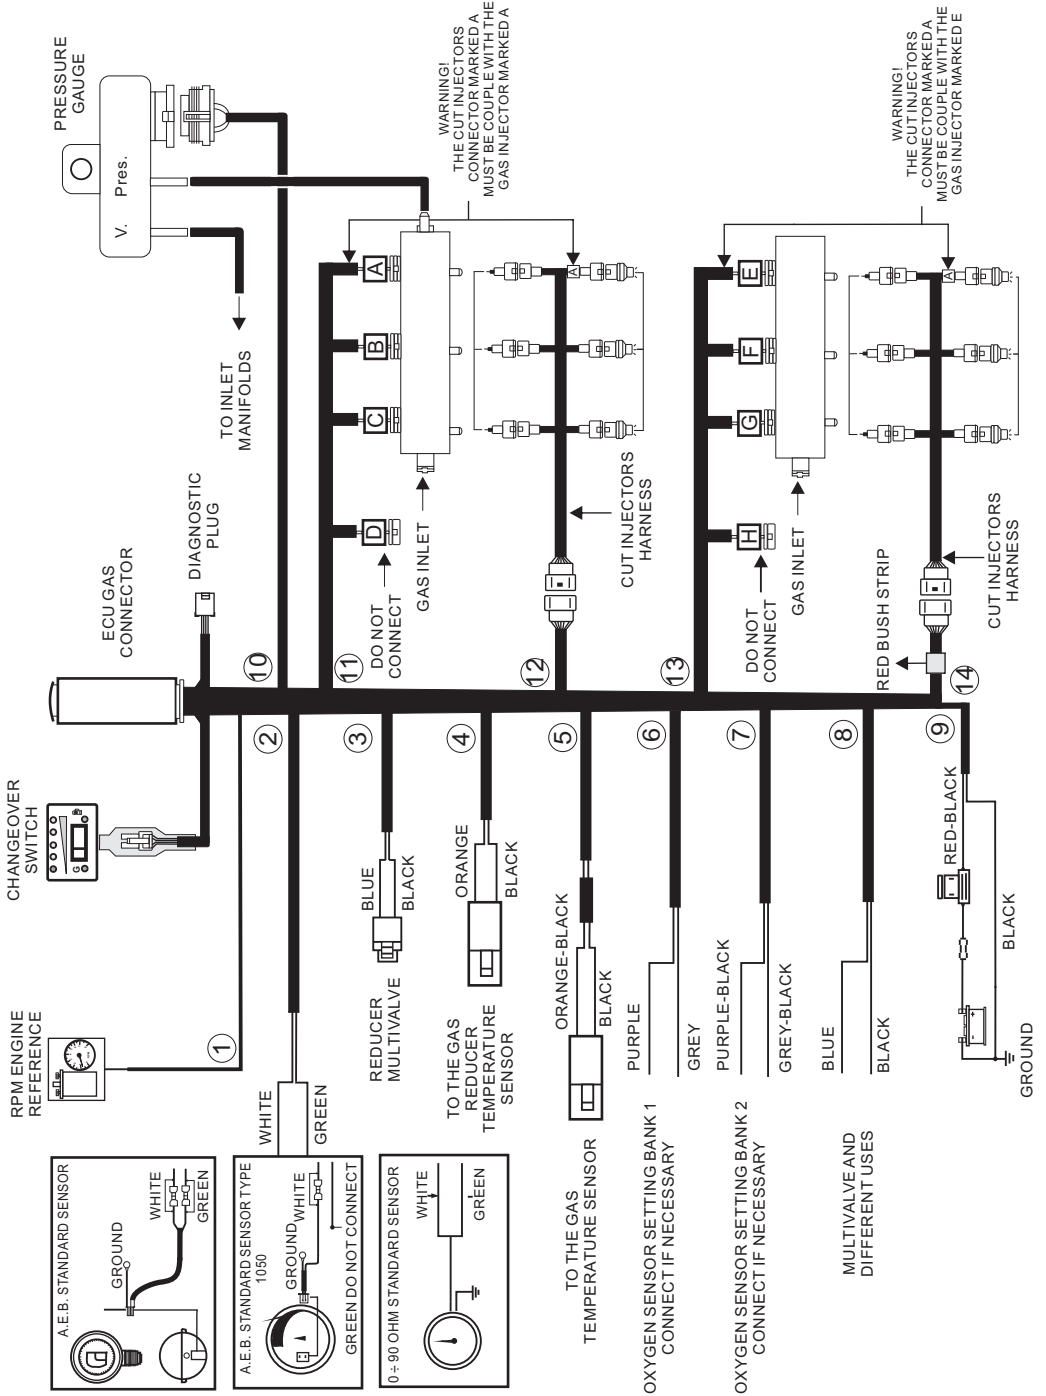 A.E.B. STANDARD SENSOR
GROUND
WHITE
GREEN
A.E.B. STANDARD SENSOR TYPE
1050
GROUND
WHITE
GREEN DO NOT CONNECT
0÷90 OHM STANDARD SENSOR
WHITE
GREEN
RPM ENGINE
REFERENCE
1
CHANGEOVER
SWITCH
G
ECU GAS
CONNECTOR
DIAGNOSTIC
PLUG
PRESSURE
GAUGE
V.
Pres.
TO INLET
MANIFOLDS
10
2
WHITE
GREEN
11
A
B
C
D
DO NOT
CONNECT
GAS INLET
WARNING!
THE CUT INJECTORS
CONNECTOR MARKED A
MUST BE COUPLE WITH THE
GAS INJECTOR MARKED A
3
BLUE
BLACK
REDUCER
MULTIVALVE
4
ORANGE
BLACK
TO THE GAS
REDUCER
TEMPERATURE
SENSOR
12
A
CUT INJECTORS
HARNESS
5
ORANGE-BLACK
BLACK
TO THE GAS
TEMPERATURE SENSOR
6
PURPLE
GREY
OXYGEN SENSOR SETTING BANK 1
CONNECT IF NECESSARY
13
E
F
G
H
DO NOT
CONNECT
GAS INLET
WARNING!
THE CUT INJECTORS
CONNECTOR MARKED A
MUST BE COUPLE WITH THE
GAS INJECTOR MARKED E
7
PURPLE-BLACK
GREY-BLACK
OXYGEN SENSOR SETTING BANK 2
CONNECT IF NECESSARY
8
BLUE
BLACK
MULTIVALVE AND
DIFFERENT USES
RED BUSH STRIP
14
A
CUT INJECTORS
HARNESS
9
RED-BLACK
BLACK
- +
GROUND